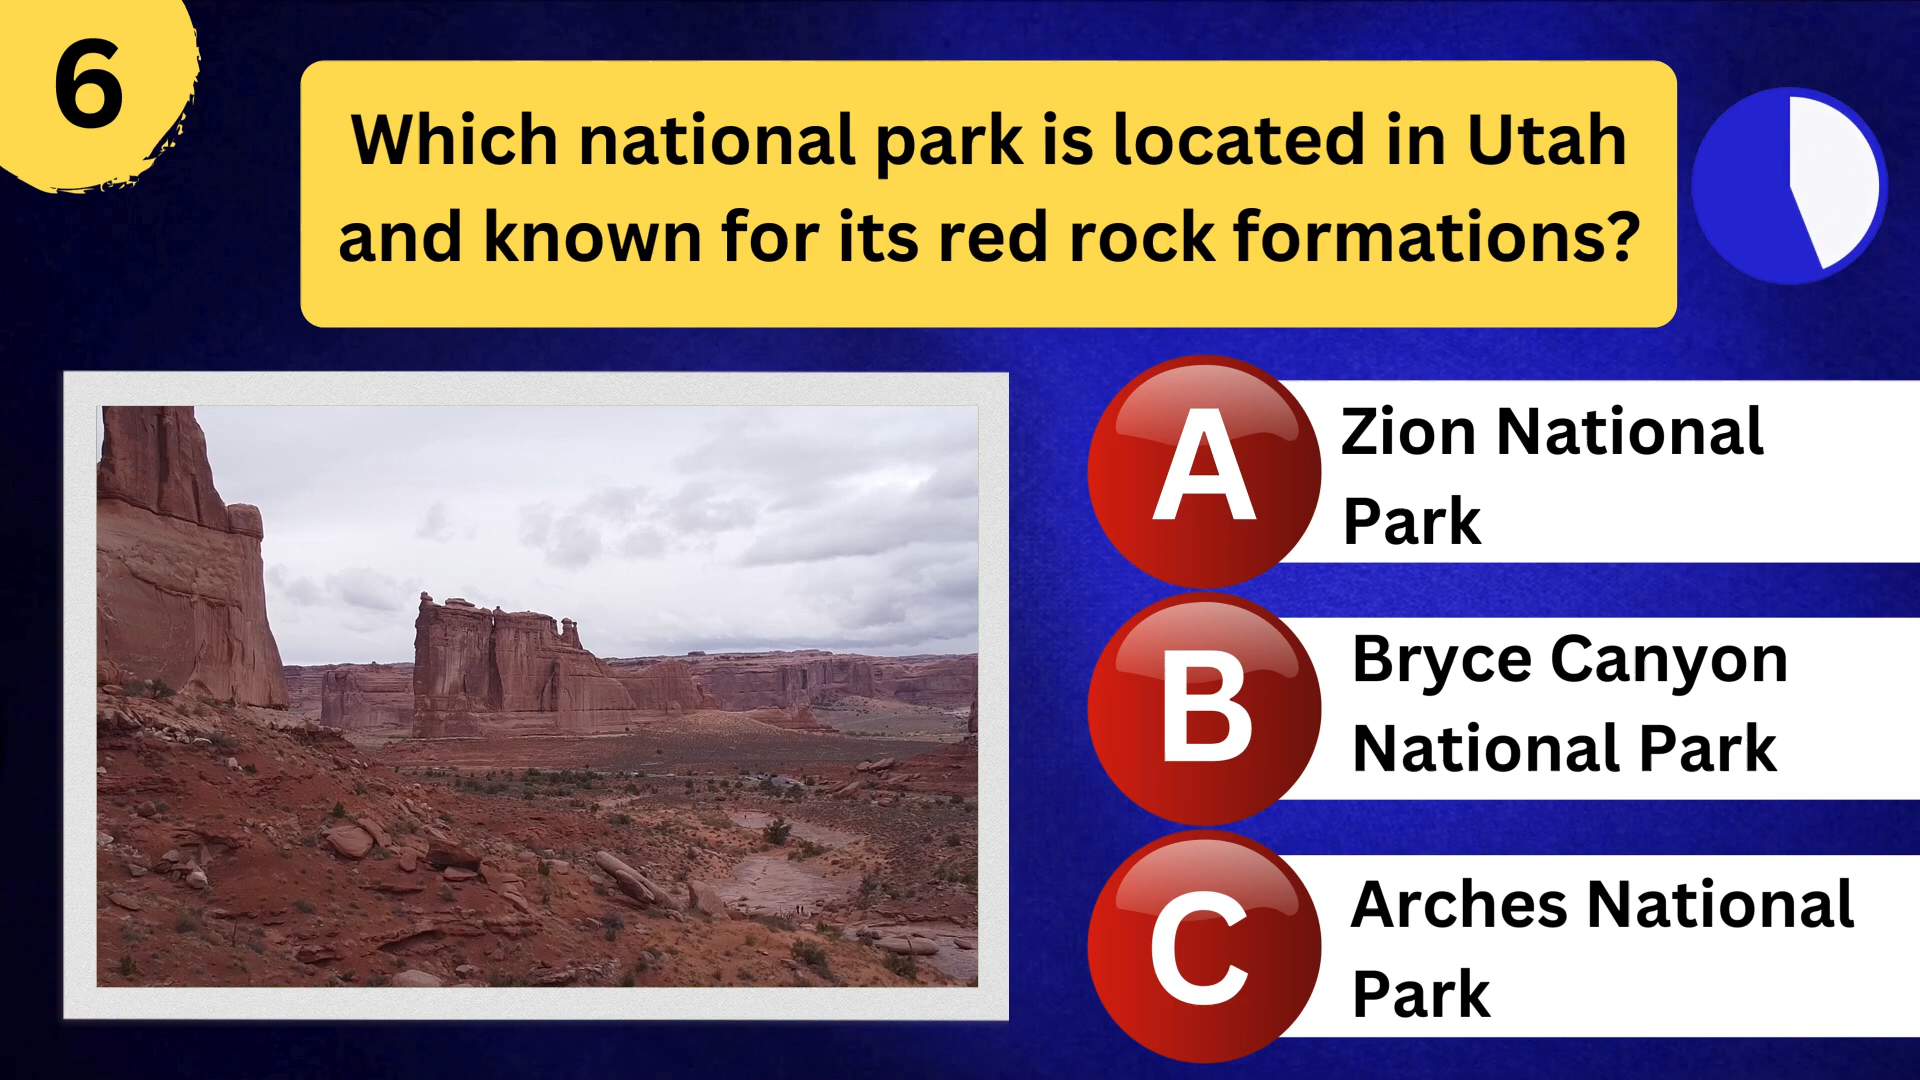 6
Which national park is located in Utah
and known for its red rock formations?
A
Zion National
Park
B
Bryce Canyon
National Park
C
Arches National
Park